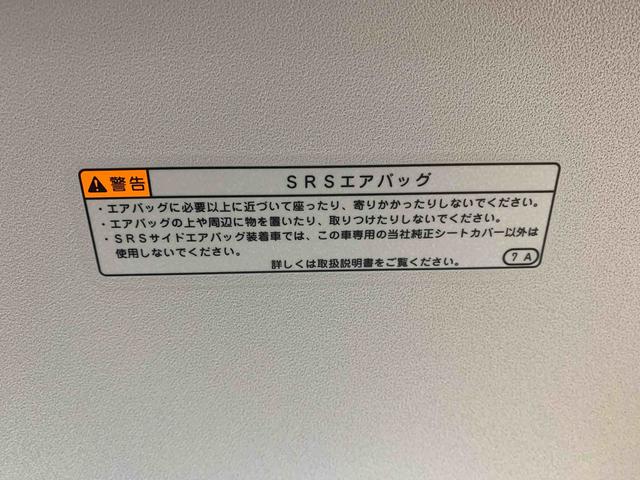 警告 SRSエアバッグ
・エアバッグに必要以上に近づいて座ったり、寄りかかったりしないでください。
・エアバッグの上や周辺に物を置いたり、取りつけたりしないでください。
・SRSサイドエアバッグ装着車では、この車専用の当社純正シートカバー以外は
使用しないでください。
詳しくは取扱説明書をご覧ください。 7A